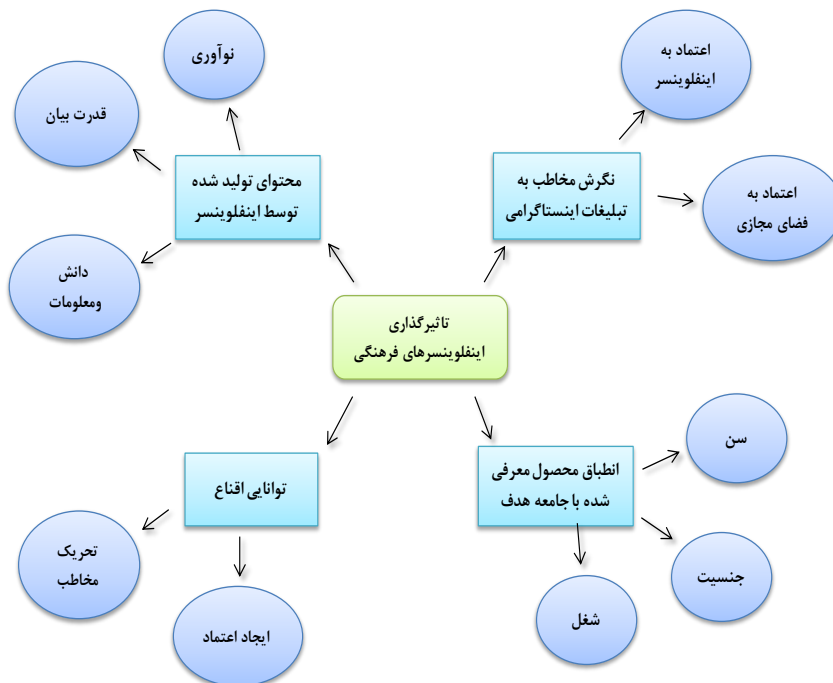 نوآوری
اعتماد به
اینفلوینسر
قدرت بیان
محتوای تولید شده
توسط اینفلوینسر
نگرش مخاطب به
تبلیغات اینستاگرامی
اعتماد به
فضای مجازی
دانش
ومعلومات
تاثیرگذاری
اینفلوینسرهای فرهنگی
سن
توانایی اقناع
انطباق محصول معرفی
شده با جامعه هدف
تحریک
مخاطب
جنسیت
ایجاد اعتماد
شغل